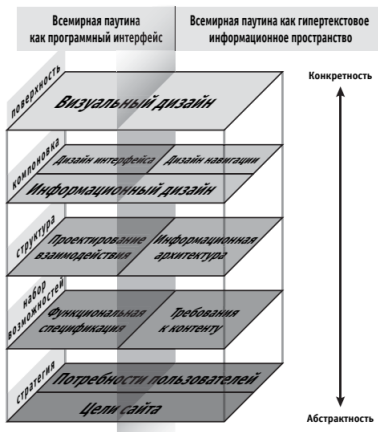 Всемирная паутина
как программный интерфейс
Всемирная паутина как гипертекстовое
информационное пространство
Конкретность
поверхность
Визуальный дизайн
компоновка
Дизайн интерфейса
Дизайн навигации
Информационный дизайн
структура
Проектирование
взаимодействия
Информационная
архитектура
набор
возможностей
Функциональная
спецификация
Требования
к контенту
стратегия
Потребности пользователей
Цели сайта
Абстрактность